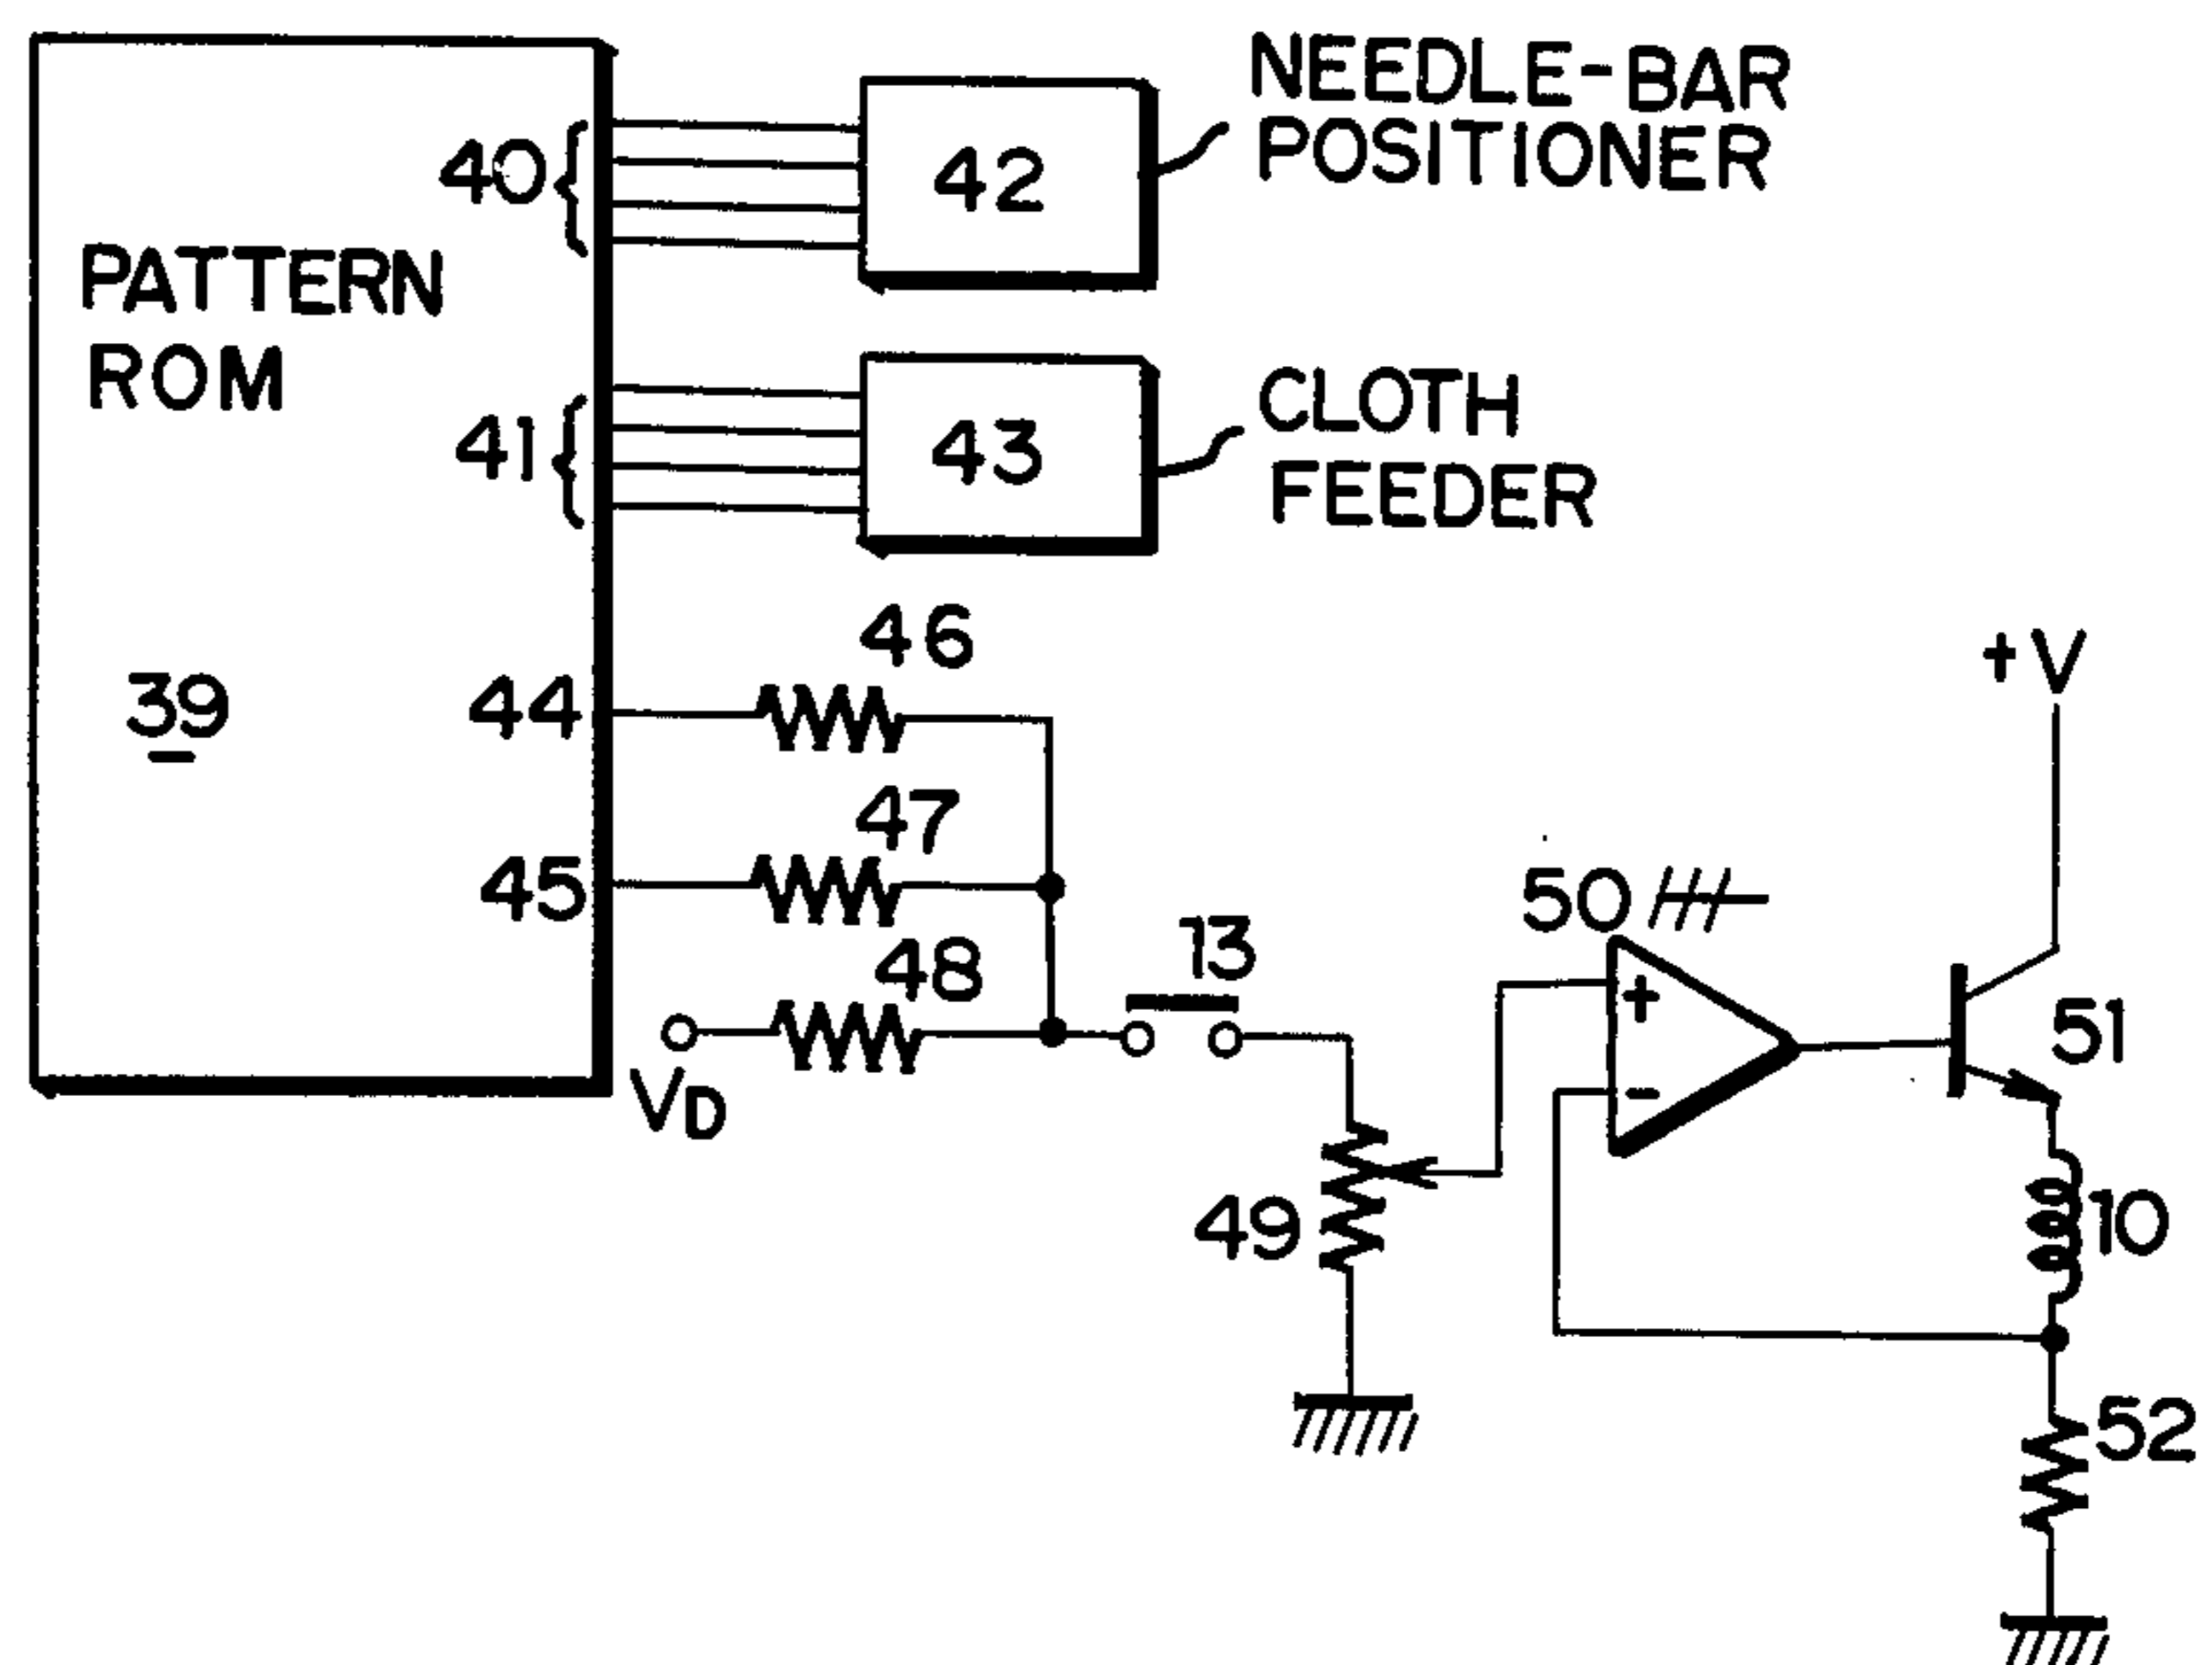 NEEDLE-BAR
POSITIONER
40
42
PATTERN
ROM
41
43
CLOTH
FEEDER
46
+V
39
44
47
45
50
48
13
+
51
VD
-
49
10
52